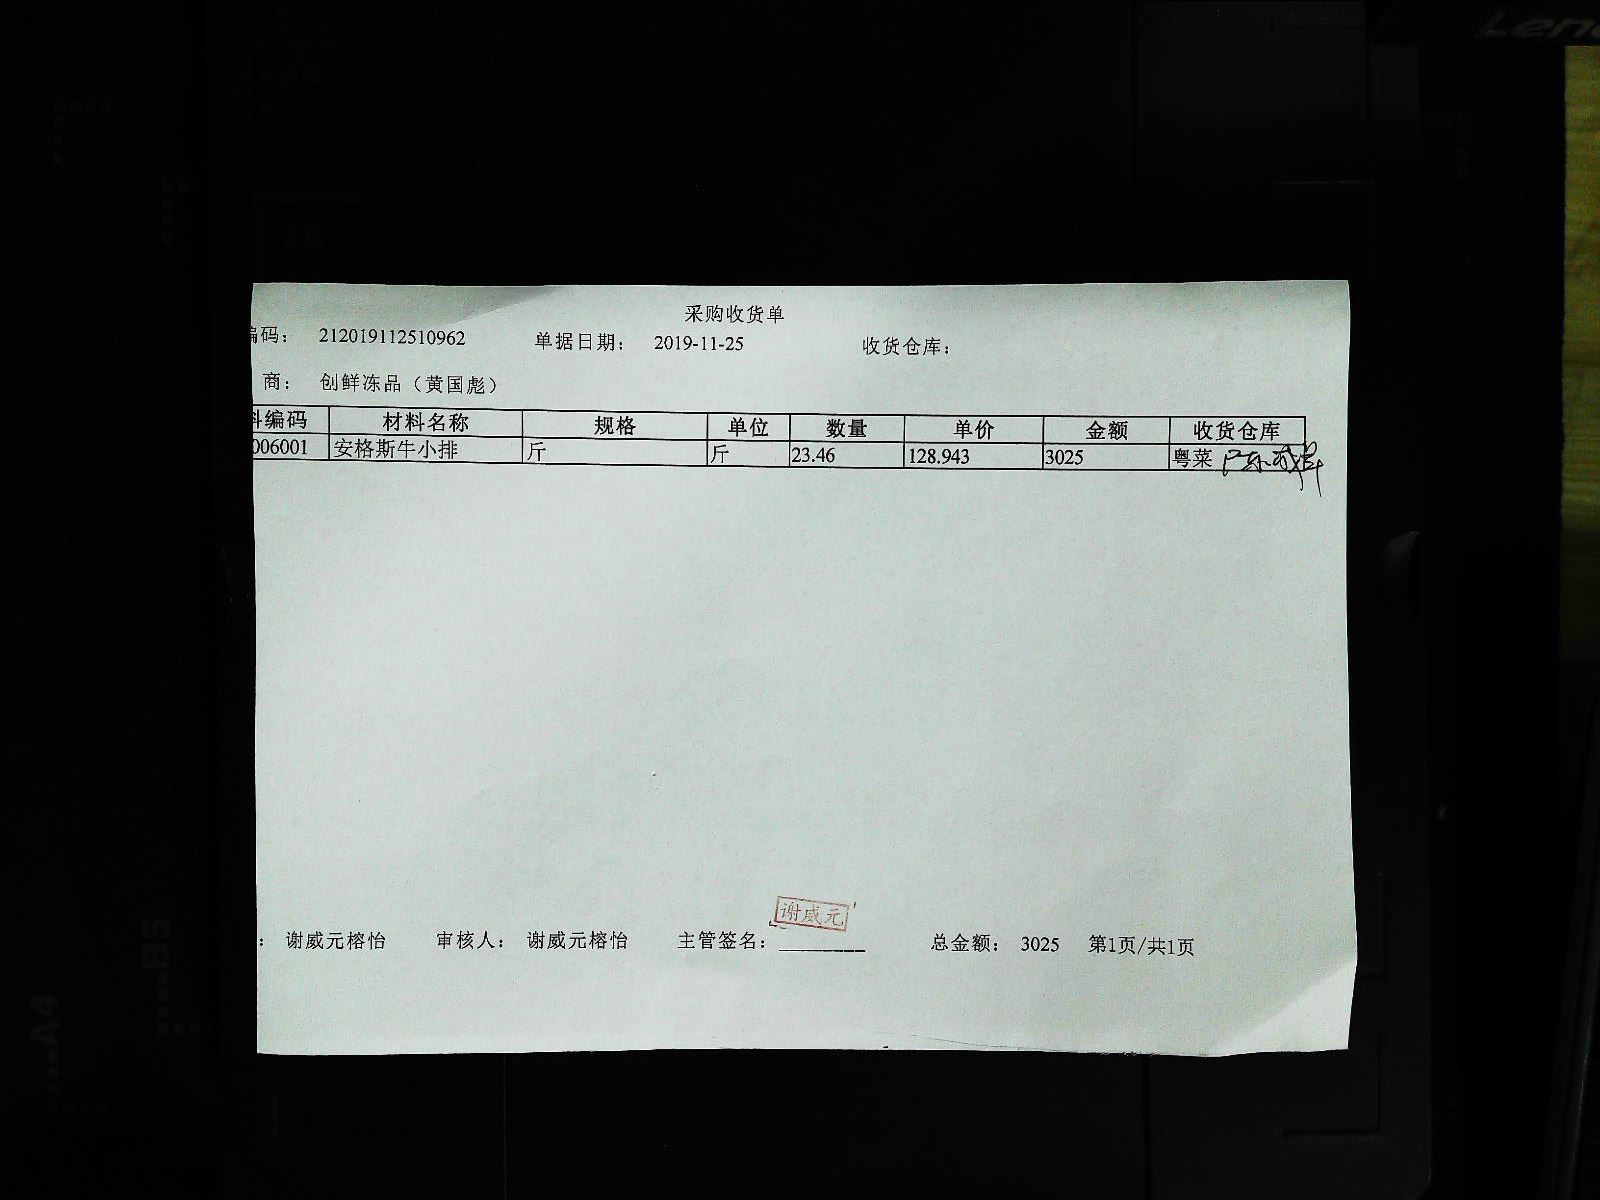 采购收货单
编码： 212019112510962 单据日期： 2019-11-25 收货仓库：
商： 创鲜冻品（黄国彪）
料编码 材料名称 规格 单位 数量 单价 金额 收货仓库
006001 安格斯牛小排 斤 斤 23.46 128.943 3025 粤菜
谢威元
： 谢威元榕怡 审核人： 谢威元榕怡 主管签名：________ 总金额： 3025 第1页/共1页
B5
A4